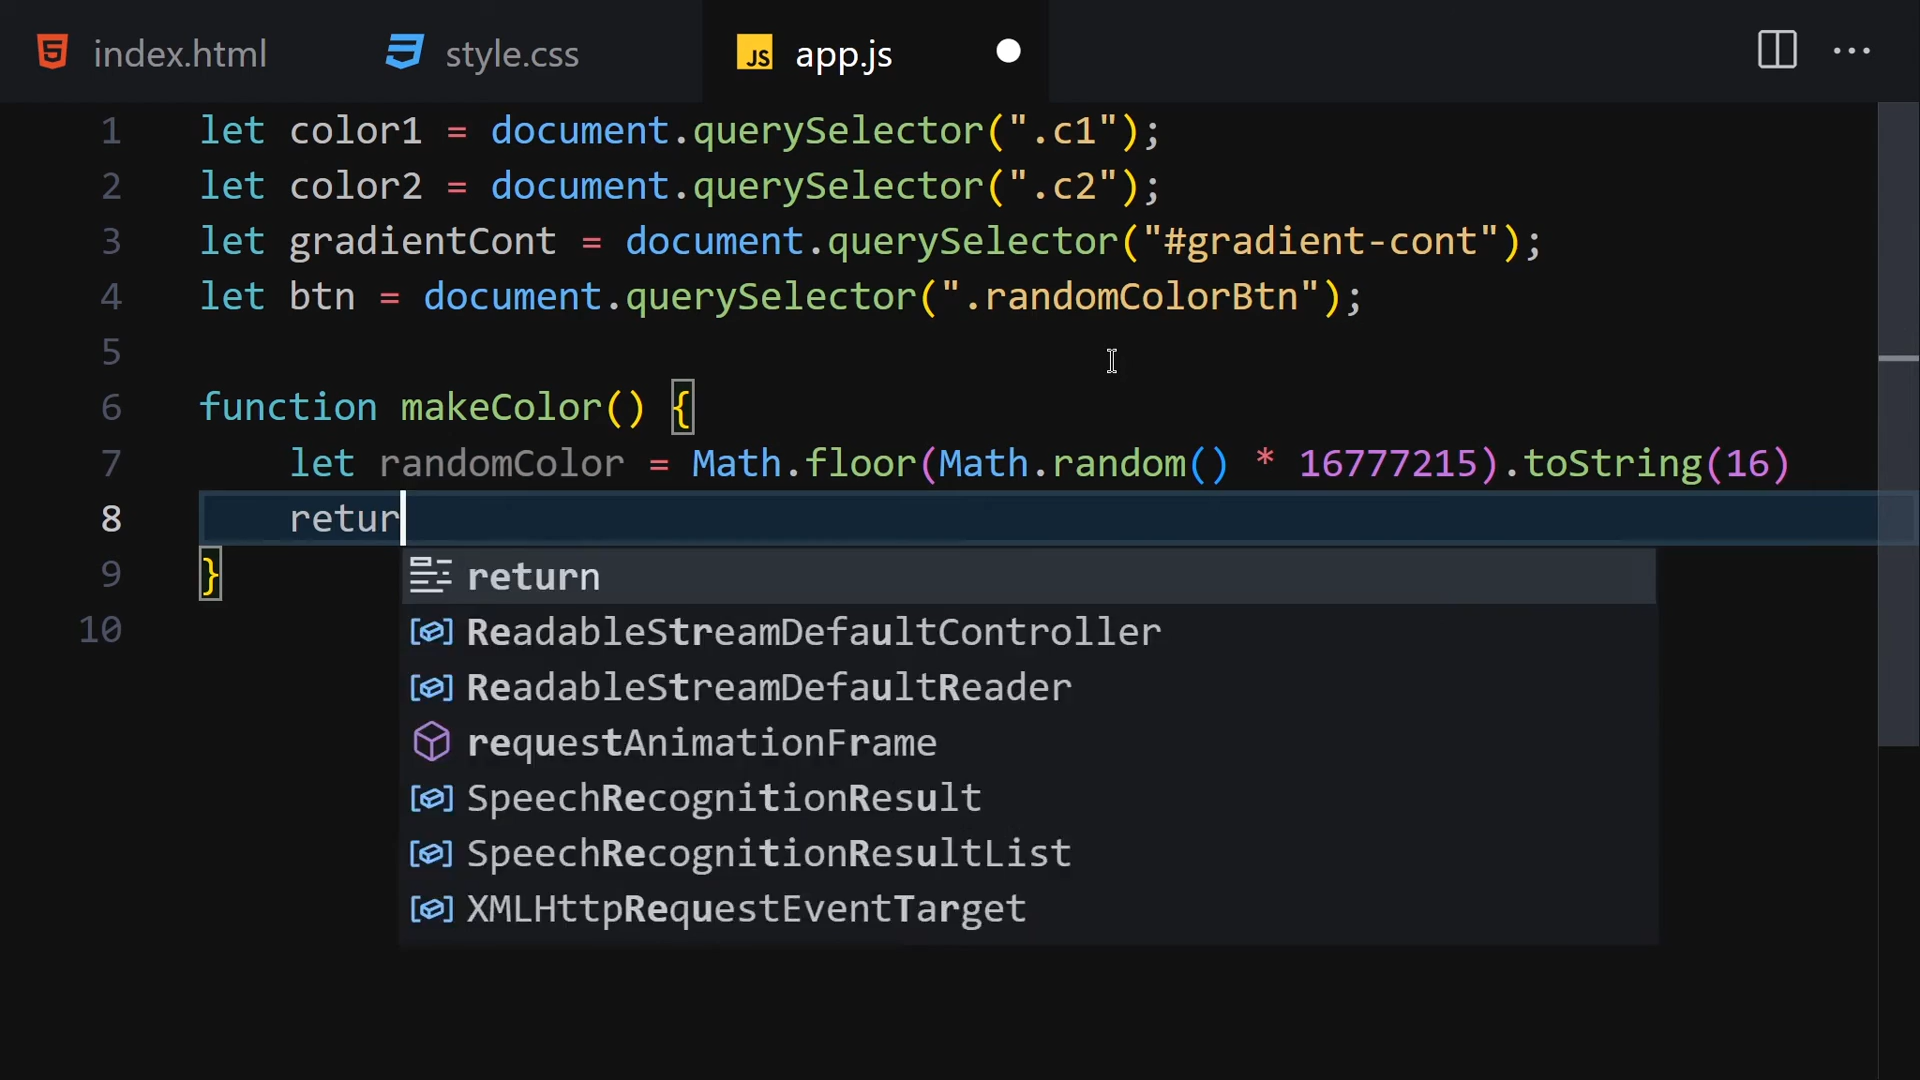 index.html style.css JS app.js
1 let color1 = document.querySelector(".c1");
2 let color2 = document.querySelector(".c2");
3 let gradientCont = document.querySelector("#gradient-cont");
4 let btn = document.querySelector(".randomColorBtn");
5
6 function makeColor() {
7 let randomColor = Math.floor(Math.random() * 16777215).toString(16)
8 retur
9 }
return
ReadableStreamDefaultController
10
ReadableStreamDefaultReader
requestAnimationFrame
SpeechRecognitionResult
SpeechRecognitionResultList
XMLHttpRequestEventTarget